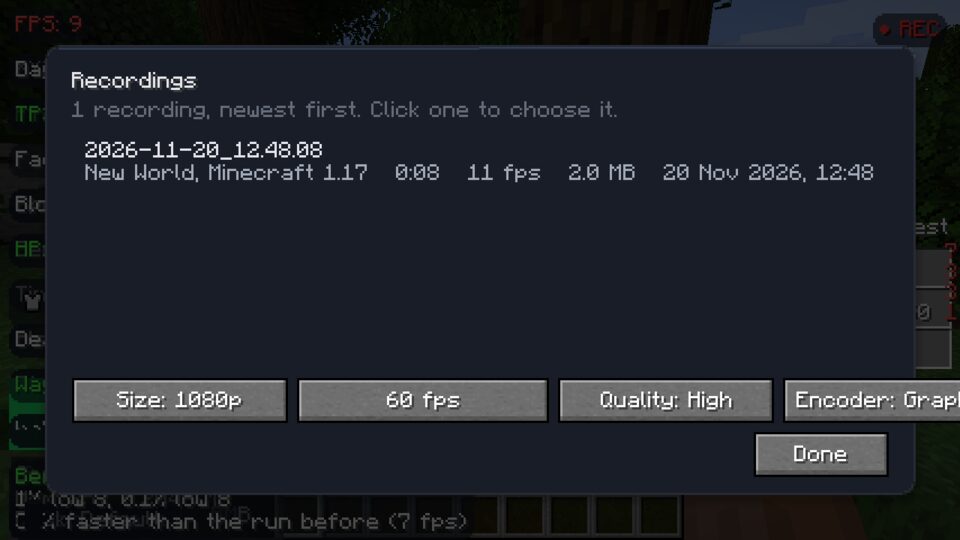 FPS: 9
REC
Recordings
1 recording, newest first. Click one to choose it.
2026-11-20_12.48.08
New World, Minecraft 1.17 0:08 11 fps 2.0 MB 20 Nov 2026, 12:48
Size: 1080p
60 fps
Quality: High
Encoder: Grap
Done
faster than the run before (7 fps)